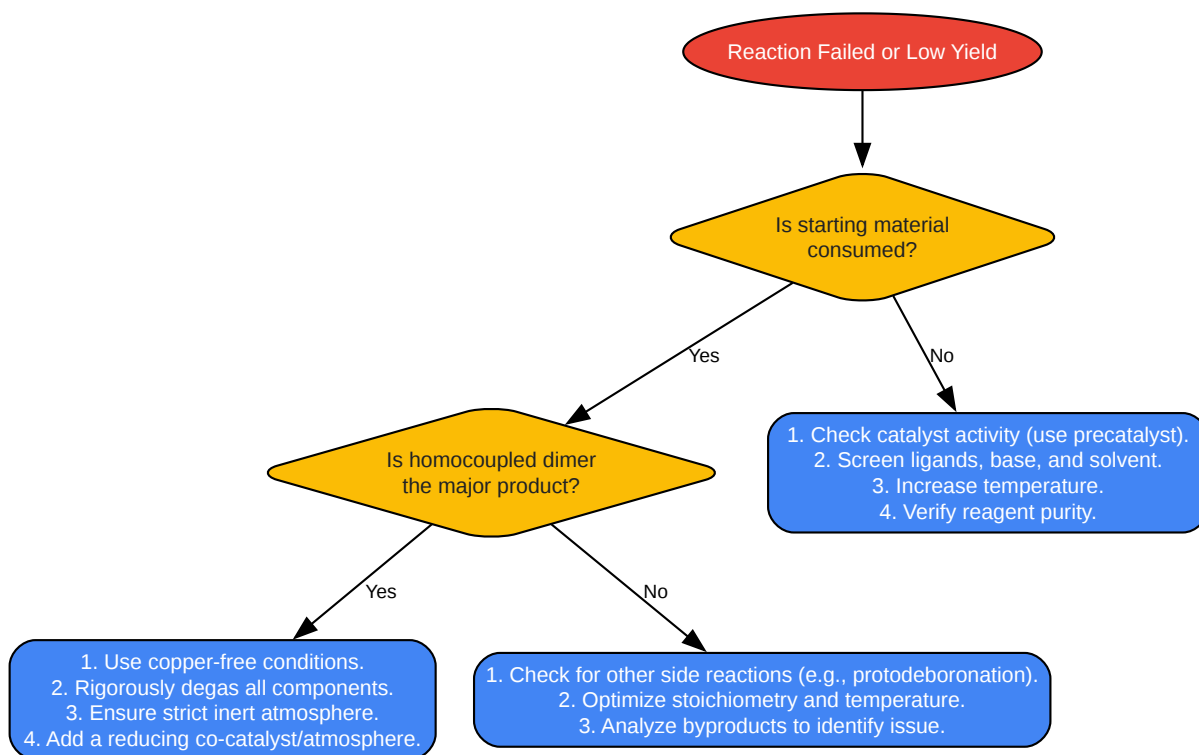 Reaction Failed or Low Yield
Is starting material
consumed?
Yes
No
Is homocoupled dimer
the major product?
1. Check catalyst activity (use precatalyst).
2. Screen ligands, base, and solvent.
3. Increase temperature.
4. Verify reagent purity.
Yes
No
1. Use copper-free conditions.
2. Rigorously degas all components.
3. Ensure strict inert atmosphere.
4. Add a reducing co-catalyst/atmosphere.
1. Check for other side reactions (e.g., protodeboronation).
2. Optimize stoichiometry and temperature.
3. Analyze byproducts to identify issue.